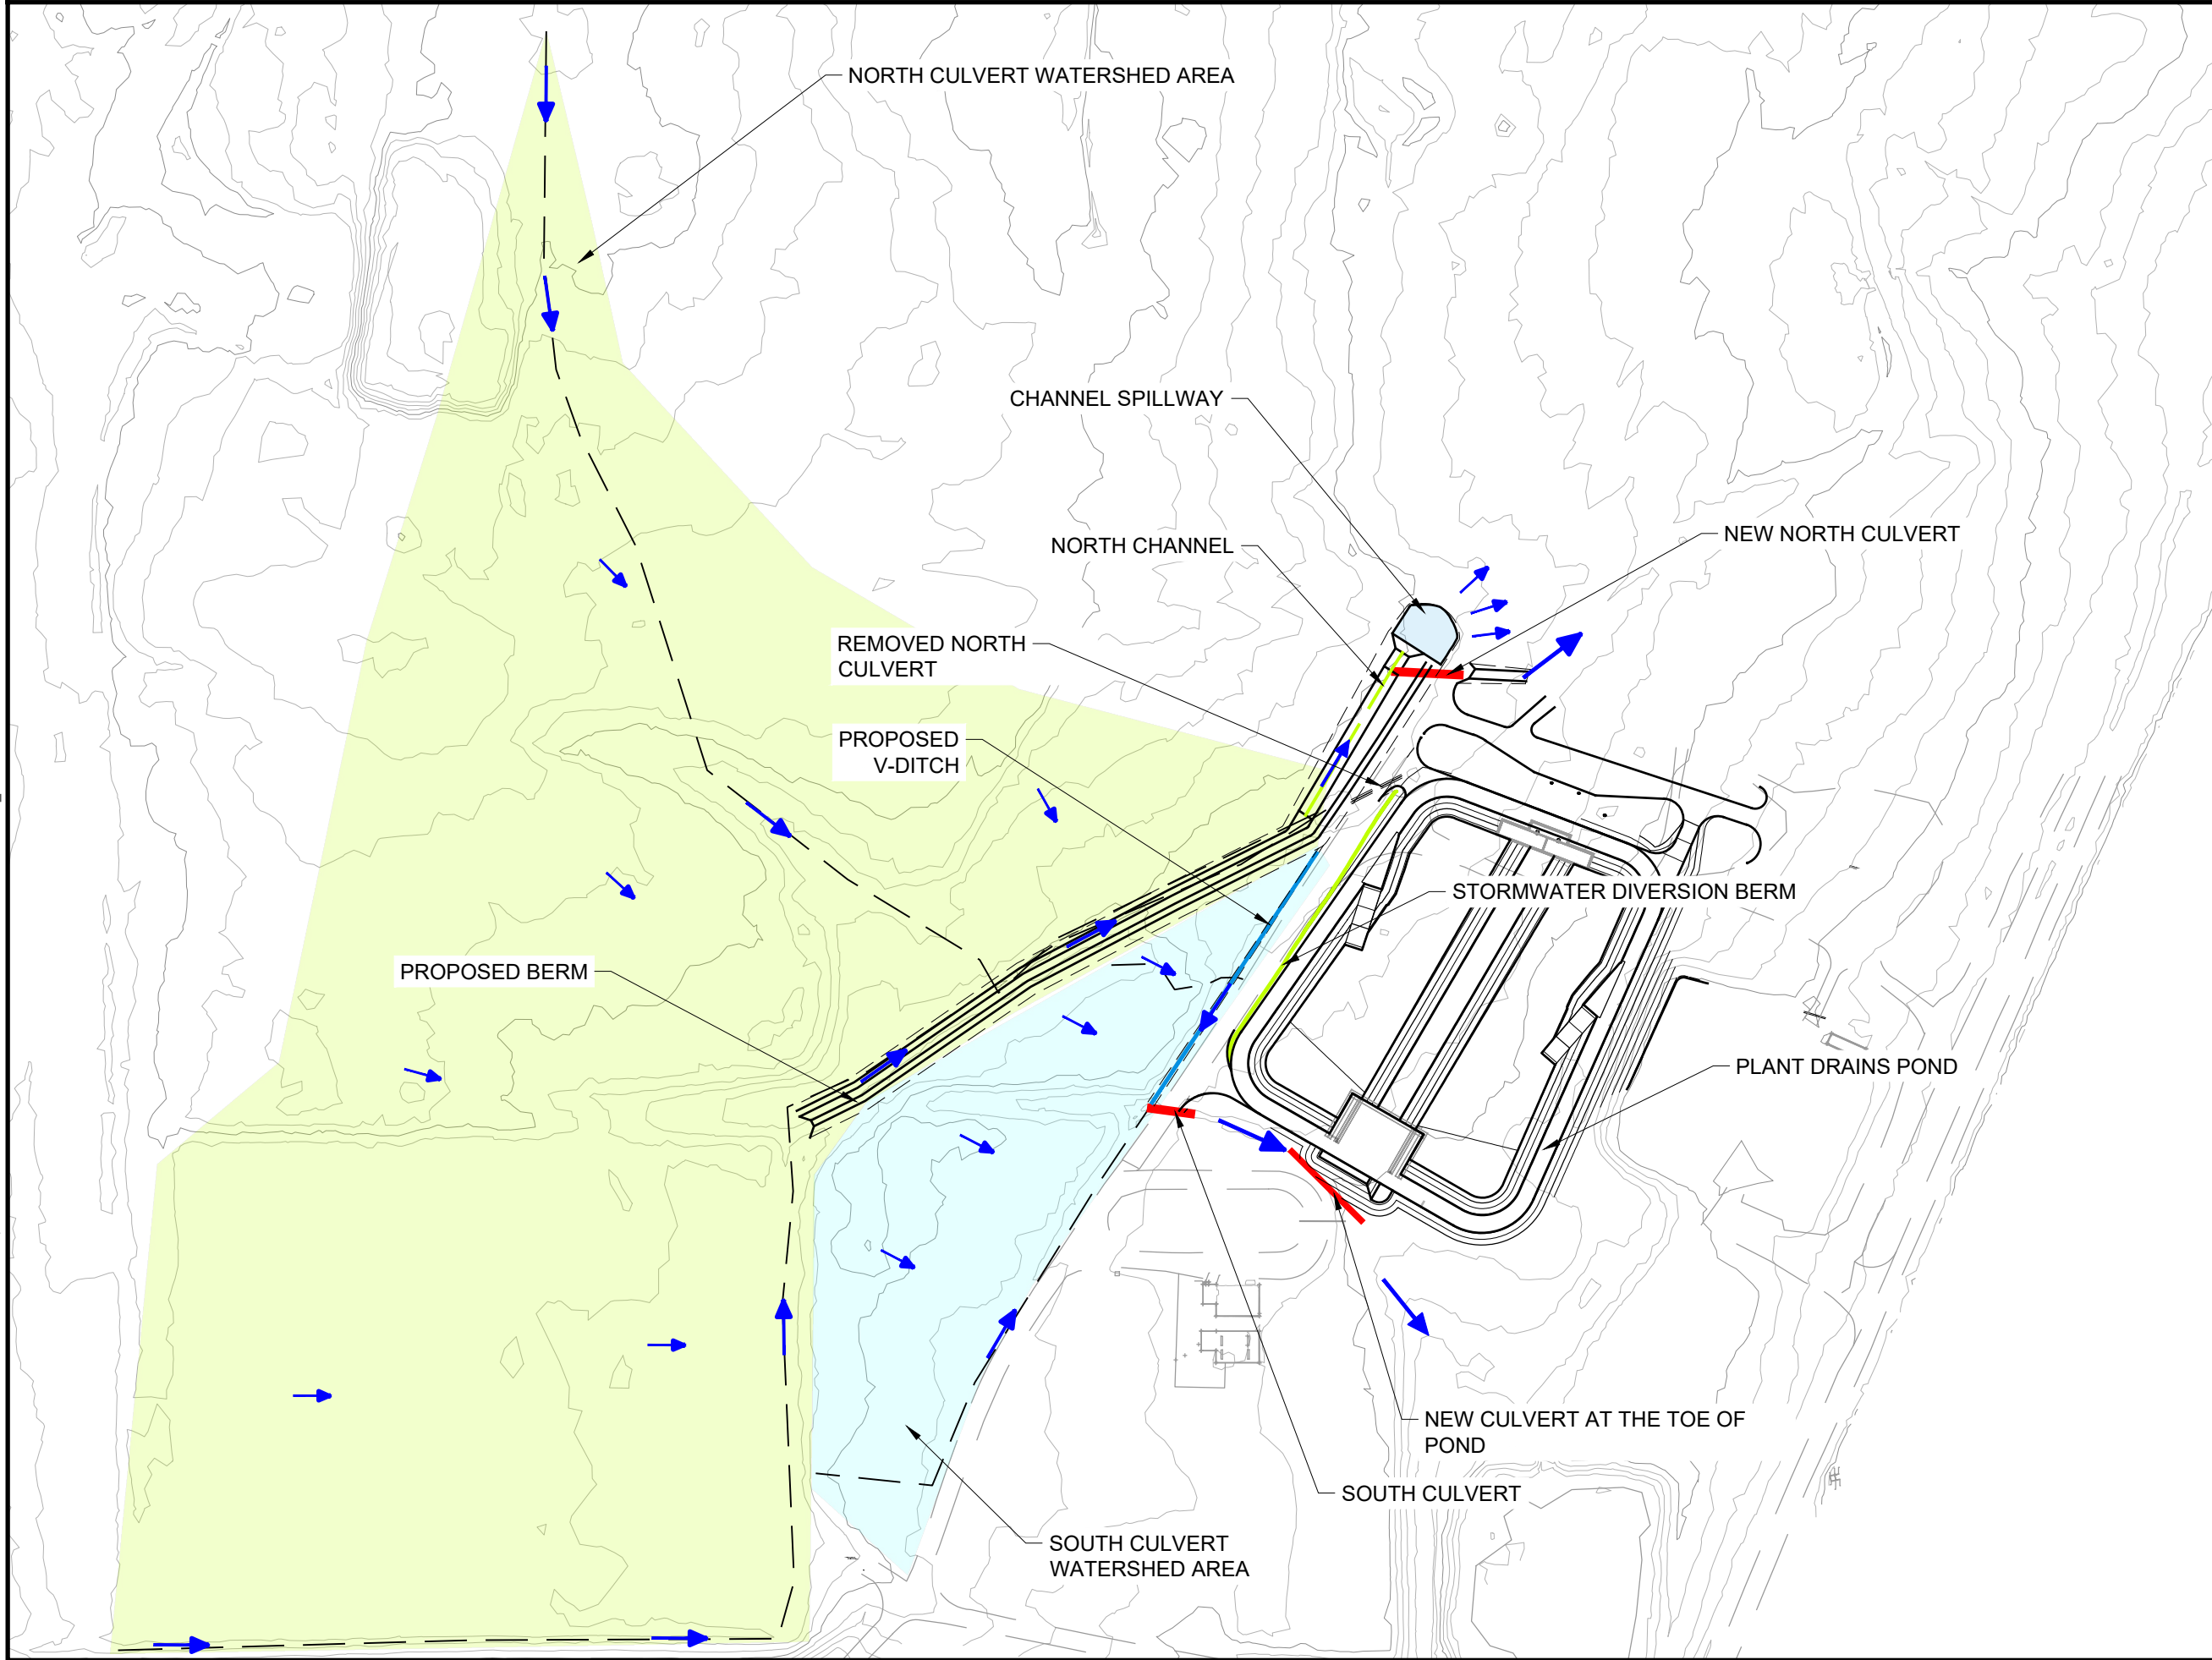 NORTH CULVERT WATERSHED AREA
CHANNEL SPILLWAY
NEW NORTH CULVERT
NORTH CHANNEL
REMOVED NORTH
CULVERT
PROPOSED
V-DITCH
STORMWATER DIVERSION BERM
PROPOSED BERM
PLANT DRAINS POND
NEW CULVERT AT THE TOE OF
POND
SOUTH CULVERT
SOUTH CULVERT
WATERSHED AREA